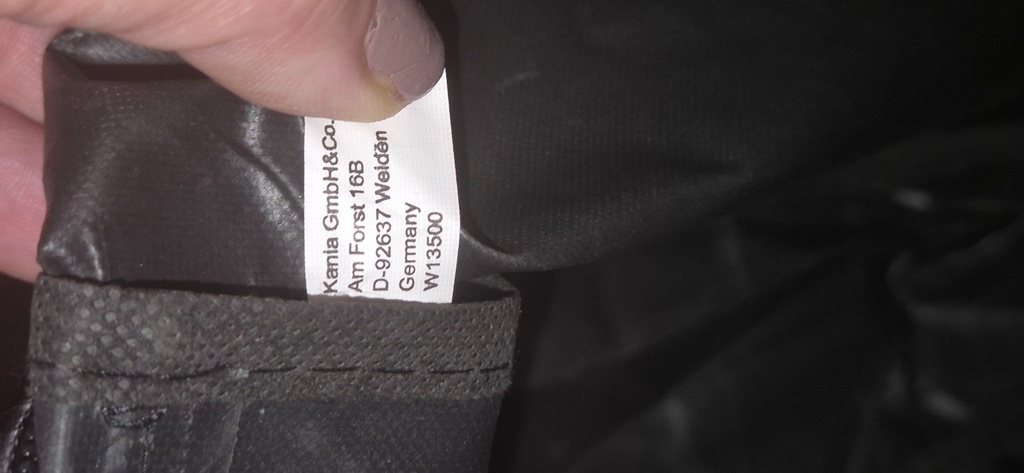 Kania GmbH&Co.
Am Forst 16B
D-92637 Weiden
Germany
W13500